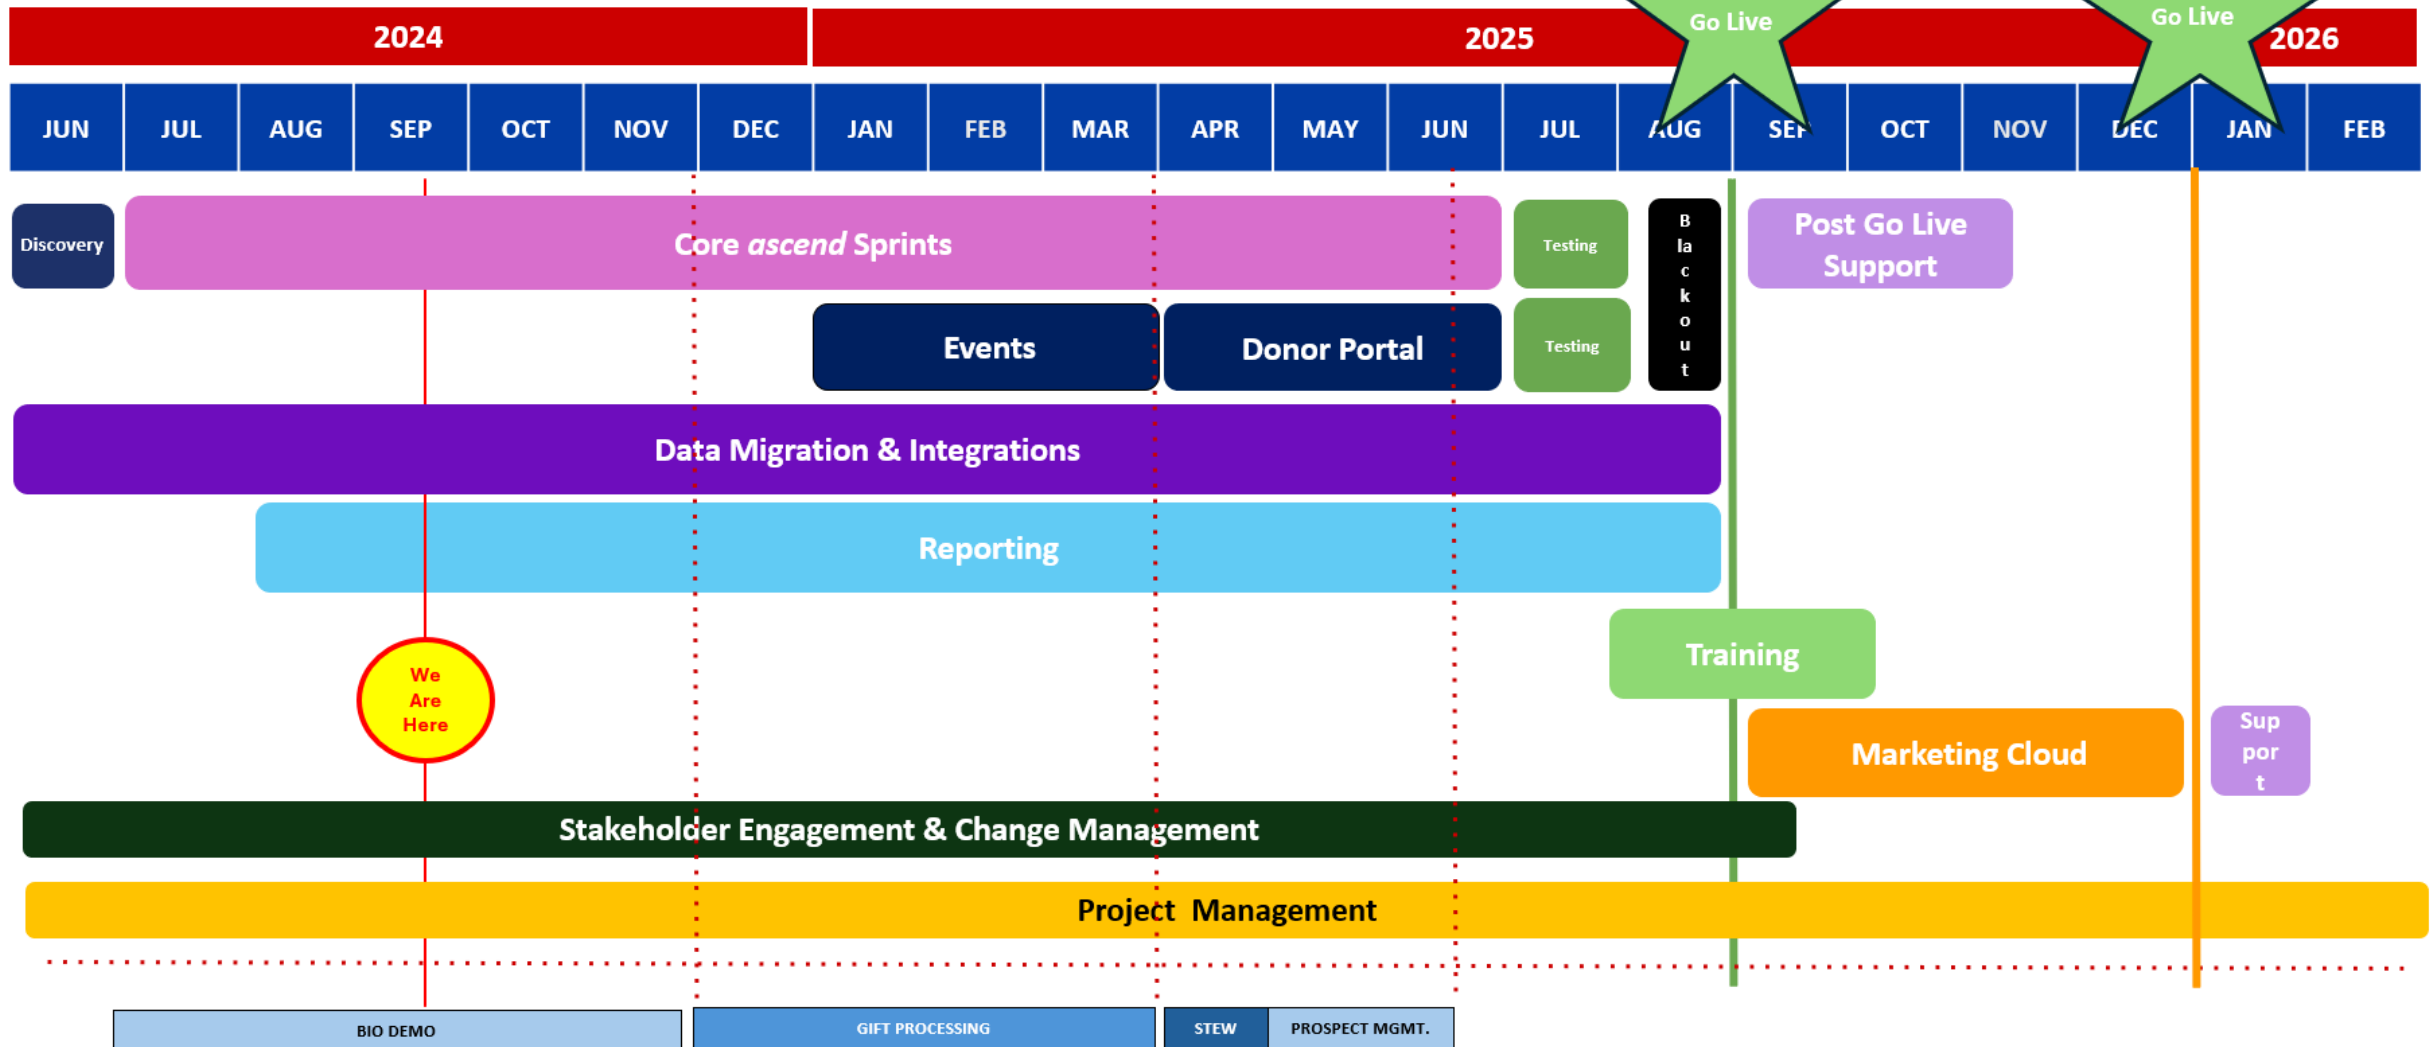 Go Live
Go Live
2024
2025
2026
JUN JUL AUG SEP OCT NOV DEC JAN FEB MAR APR MAY JUN JUL AUG SEP OCT NOV DEC JAN FEB
Discovery
Core ascend Sprints
Testing
B
la
c
k
o
u
t
Post Go Live
Support
Events
Donor Portal
Testing
Data Migration & Integrations
Reporting
Training
We
Are
Here
Marketing Cloud
Sup
por
t
Stakeholder Engagement & Change Management
Project Management
BIO DEMO
GIFT PROCESSING
STEW
PROSPECT MGMT.